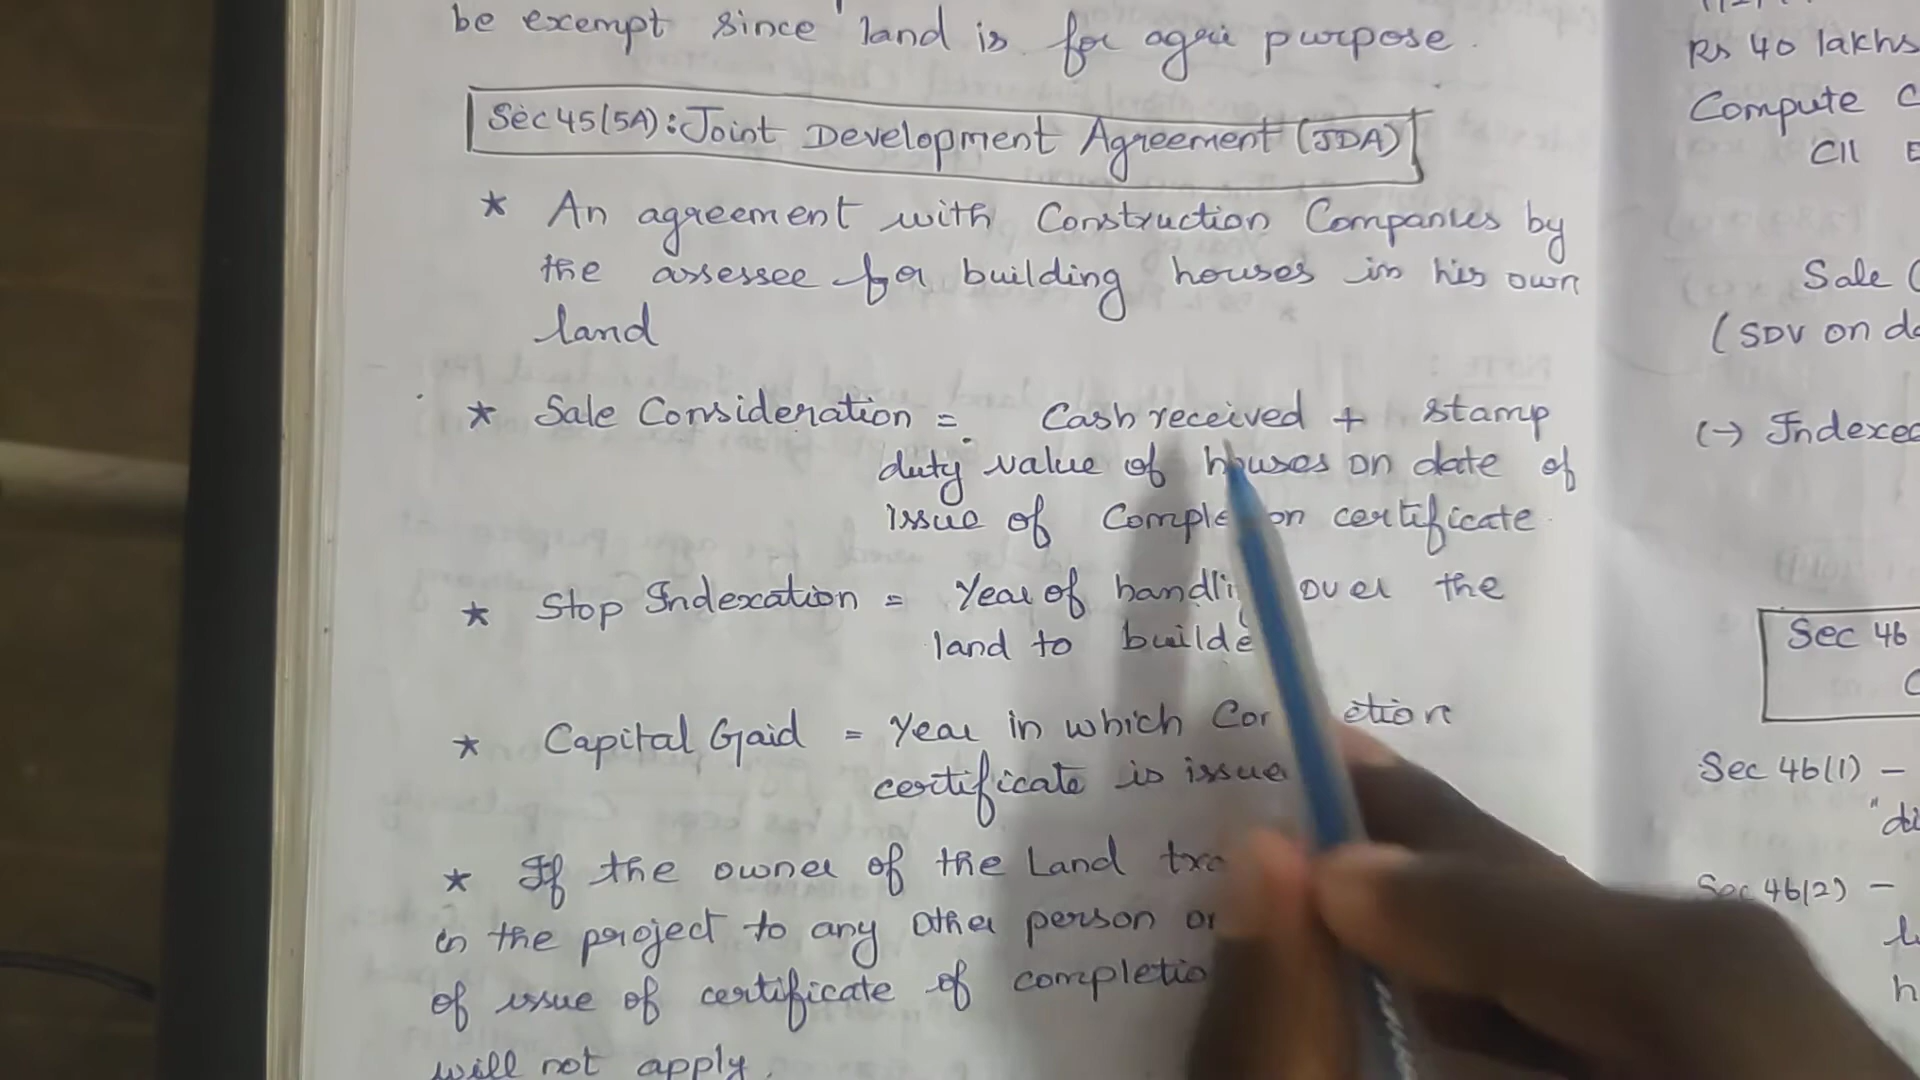 be exempt since land is for agri purpose.
Sec 45(5A): Joint Development Agreement (JDA)
* An agreement with Construction Companies by
the assessee for building houses in his own
land
* Sale Consideration = Cash received + stamp
duty value of houses on date of
issue of certificate
* Stop Indexation = Year of over the
land to
* Capital Gaid = Year in which
certificate is
* If the owner of the Land
in the project to any other person
of issue of certificate of
will not apply.
Rs 40 lakhs
Compute
CII
Sale
(SDV on
(-)
Sec 46
Sec 46(1) -
Sec 46(2) -